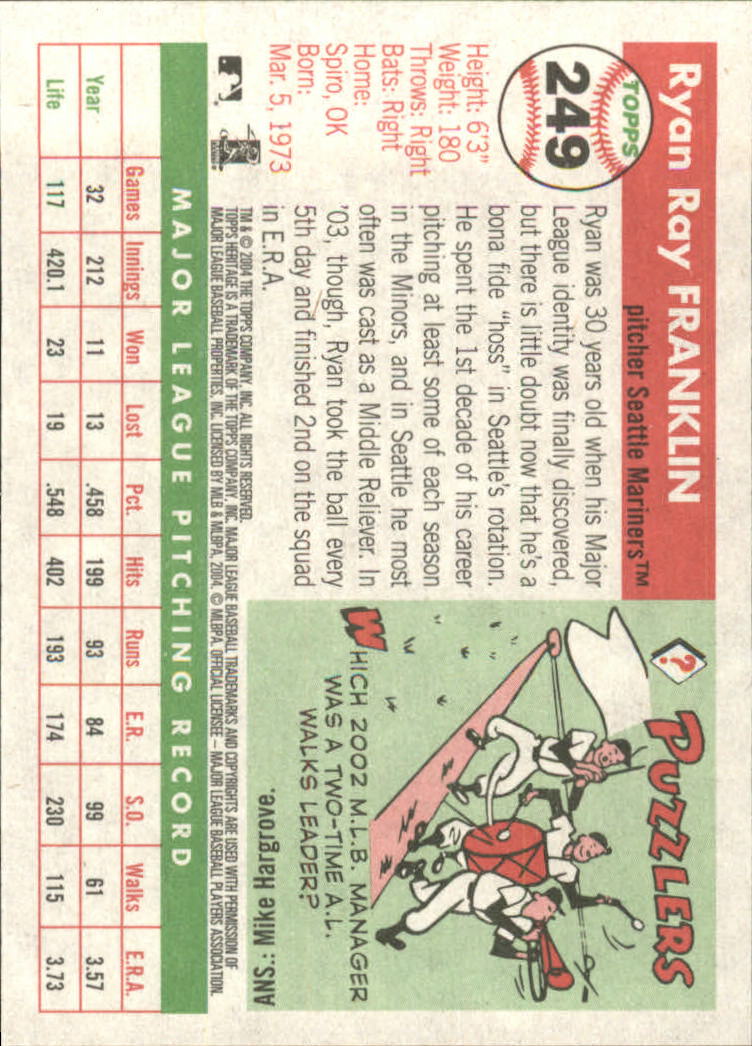 Ryan Ray FRANKLIN
pitcher Seattle Mariners™
TOPPS
249
Height: 6'3"
Weight: 180
Throws: Right
Bats: Right
Home:
Spiro, OK
Born:
Mar. 5, 1973
Ryan was 30 years old when his Major
League identity was finally discovered,
but there is little doubt now that he's a
bona fide "hoss" in Seattle's rotation.
He spent the 1st decade of his career
pitching at least some of each season
in the Minors, and in Seattle he most
often was cast as a Middle Reliever. In
'03, though, Ryan took the ball every
5th day and finished 2nd on the squad
in E.R.A.
?
PUZZLERS
WHICH 2002 M.L.B. MANAGER
WAS A TWO-TIME A.L.
WALKS LEADER?
ANS.: Mike Hargrove.
TM & © 2004 THE TOPPS COMPANY, INC. ALL RIGHTS RESERVED.
TOPPS HERITAGE IS A TRADEMARK OF THE TOPPS COMPANY, INC. MAJOR LEAGUE BASEBALL TRADEMARKS AND COPYRIGHTS ARE USED WITH PERMISSION OF
MAJOR LEAGUE BASEBALL PROPERTIES, INC. LICENSED BY MLB & MLBPA, 2004. © MLBPA. OFFICIAL LICENSEE – MAJOR LEAGUE BASEBALL PLAYERS ASSOCIATION.
MAJOR LEAGUE PITCHING RECORD
Games Innings Won Lost Pct. Hits Runs E.R. S.O. Walks E.R.A.
Year 32 212 11 13 .458 199 93 84 99 61 3.57
Life 117 420.1 23 19 .548 402 193 174 230 115 3.73